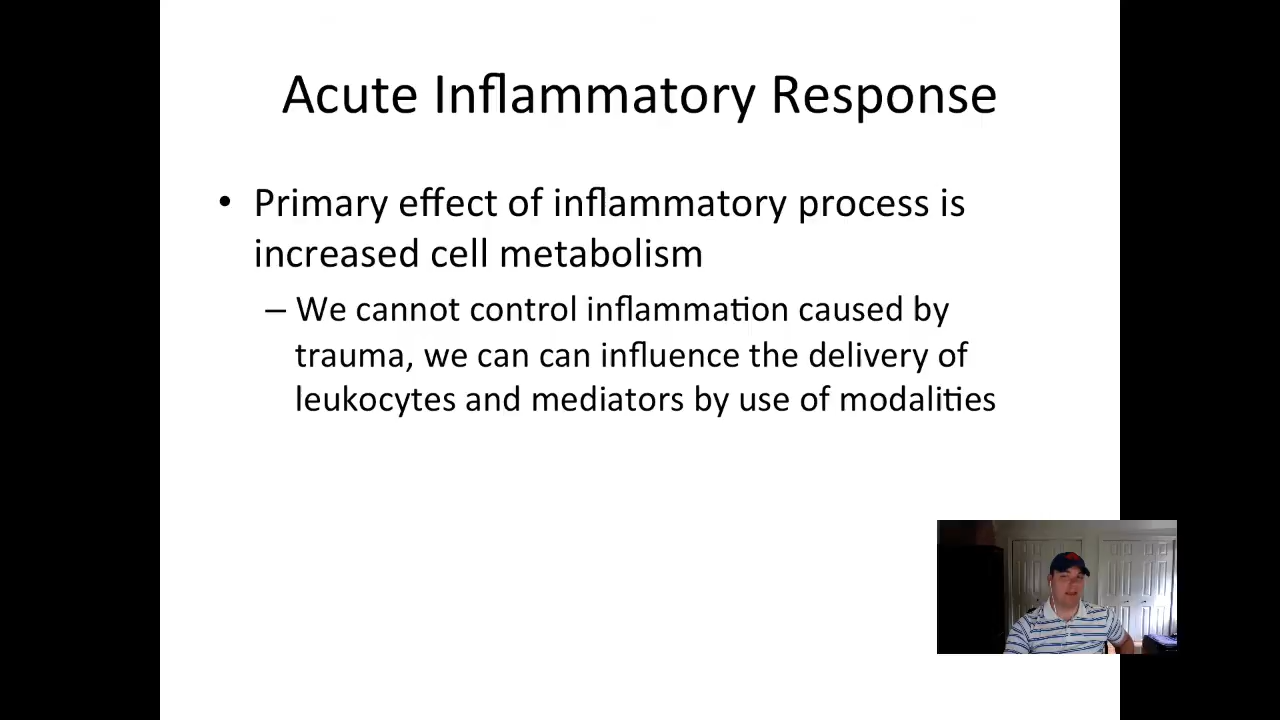 Acute Inflammatory Response
• Primary effect of inflammatory process is
increased cell metabolism
– We cannot control inflammation caused by
trauma, we can can influence the delivery of
leukocytes and mediators by use of modalities